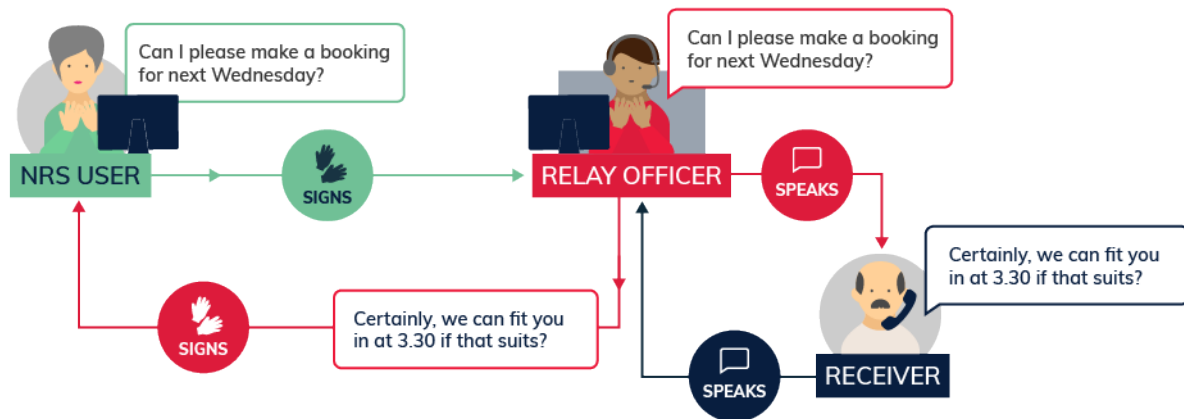 Can I please make a booking
for next Wednesday?
Can I please make a booking
for next Wednesday?
NRS USER
SIGNS
RELAY OFFICER
SPEAKS
Certainly, we can fit you
in at 3.30 if that suits?
Certainly, we can fit you
in at 3.30 if that suits?
SIGNS
SPEAKS
RECEIVER